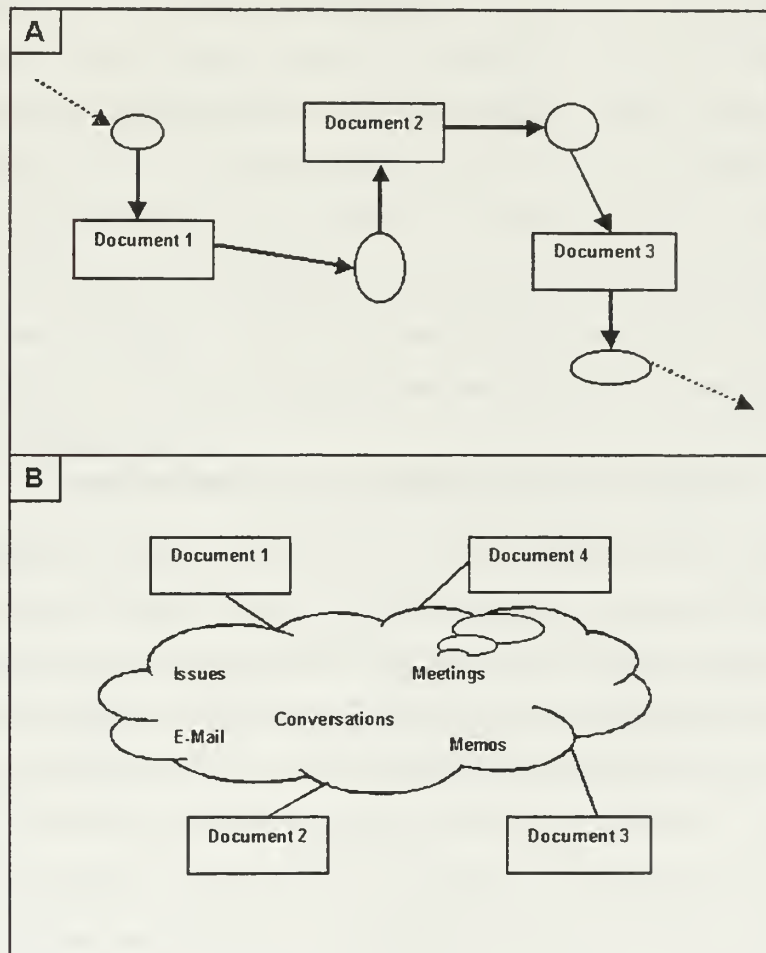 A
Document 2
Document 1
Document 3
B
Document 1
Document 4
Issues
Meetings
Conversations
E-Mail
Memos
Document 2
Document 3